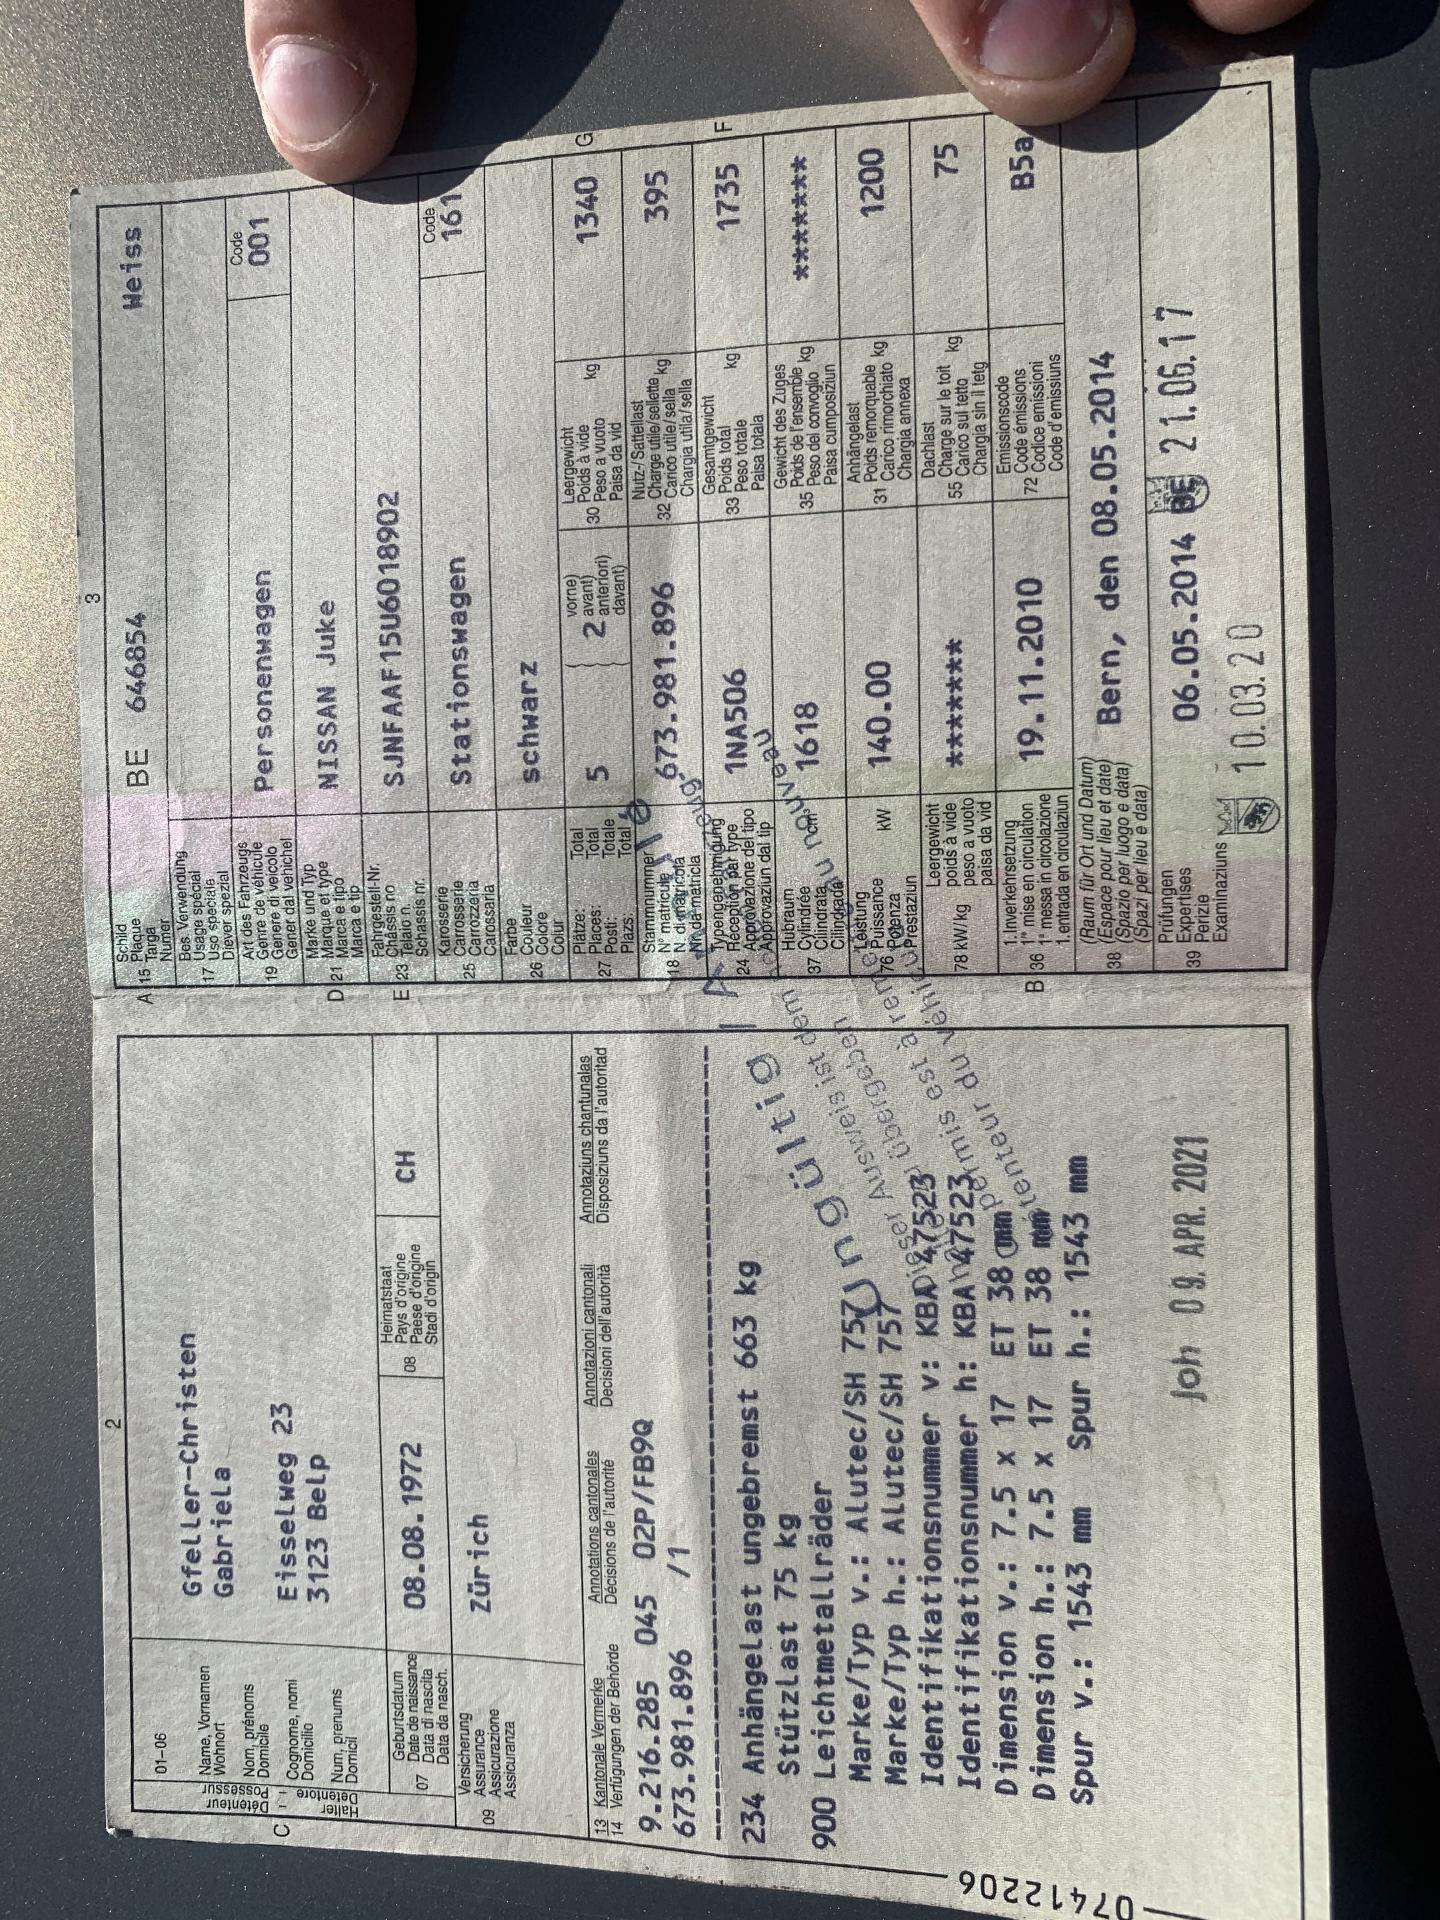 2
01-06
Name, Vornamen
Wohnort
Nom, prénoms
Domicile
Cognome, nomi
Domicilio
Num, prenums
Domicil
C
Halter
Détenteur
Detentore
Possessur
Gfeller-Christen
Gabriela
Eisselweg 23
3123 Belp
07
Geburtsdatum
Date de naissance
Data di nascita
Data da nasch.
08.08.1972
08
Heimatstaat
Pays d'origine
Paese d'origine
Stadi d'origin
CH
09
Versicherung
Assurance
Assicurazione
Assicuranza
Zürich
13 Kantonale Vermerke
14 Verfügungen der Behörde
Annotations cantonales
Décisions de l'autorité
Annotazioni cantonali
Decisioni dell'autorità
Annotaziuns chantunalas
Disposiziuns da l'autoritad
9.216.285 045 02P/FB9Q
673.981.896 /1
234 Anhängelast ungebremst 663 kg
Stützlast 75 kg
900 Leichtmetallräder
Marke/Typ v.: Alutec/SH 757
Marke/Typ h.: Alutec/SH 757
Identifikationsnummer v: KBA 47523
Identifikationsnummer h: KBA 47523
Dimension v.: 7.5 x 17 ET 38 mm
Dimension h.: 7.5 x 17 ET 38 mm
Spur v.: 1543 mm Spur h.: 1543 mm
Ungültig
Dieser Ausweis ist dem
übergeben
permis est à
du véhicule
au nouveau
Joh 09. APR. 2021
07412206
3
A 15
Schild
Plaque
Targa
Numer
BE 646854 Weiss
17
Bes. Verwendung
Usage spécial
Uso speciale
Diever spezial
19
Art des Fahrzeugs
Genre de véhicule
Genere di veicolo
Gener dal vehichel
Personenwagen
Code
001
D 21
Marke und Typ
Marque et type
Marca e tipo
Marca e tip
NISSAN Juke
E 23
Fahrgestell-Nr.
Châssis no
Telaio n.
Schassis nr.
SJNFAAF15U6018902
25
Karosserie
Carrosserie
Carrozzeria
Carossaria
Stationswagen
Code
161
26
Farbe
Couleur
Colore
Colur
schwarz
27
Plätze: Total
Places: Total
Posti: Totale
Plazs: Total
5
2
vorne)
avant)
anteriori)
davant)
30
Leergewicht
Poids à vide
Peso a vuoto
Paisa da vid
kg
1340
G
18
Stammnummer
N° matricule
N. di matricola
Nr. da matricla
673.981.896
32
Nutz-/Sattellast
Charge utile/sellette
Carico utile/sella
Chargia utila/sella
kg
395
24
Typengenehmigung
Réception par type
Approvazione del tipo
Approvaziun dal tip
1NA506
33
Gesamtgewicht
Poids total
Peso totale
Paisa totala
kg
1735
F
37
Hubraum
Cylindrée
Cilindrata
Cilindrada
cm³
1618
35
Gewicht des Zuges
Poids de l'ensemble
Peso del convoglio
Paisa cumposiziun
kg
*******
76
Leistung
Puissance
Potenza
Prestaziun
kW
140.00
31
Anhängelast
Poids remorquable
Carico rimorchiato
Chargia annexa
kg
1200
78 kW/kg
Leergewicht
poids à vide
peso a vuoto
paisa da vid
*******
55
Dachlast
Charge sur le toit
Carico sul tetto
Chargia sin il tetg
kg
75
B 36
1.Inverkehrsetzung
1re mise en circulation
1a messa in circolazione
1.entrada en circulaziun
19.11.2010
72
Emissionscode
Code émissions
Codice emissioni
Code d'emissiuns
B5a
38
(Raum für Ort und Datum)
(Espace pour lieu et date)
(Spazio per luogo e data)
(Spazi per lieu e data)
Bern, den 08.05.2014
39
Prüfungen
Expertises
Perizie
Examinaziuns
06.05.2014 BE 21.06.17
10.03.20